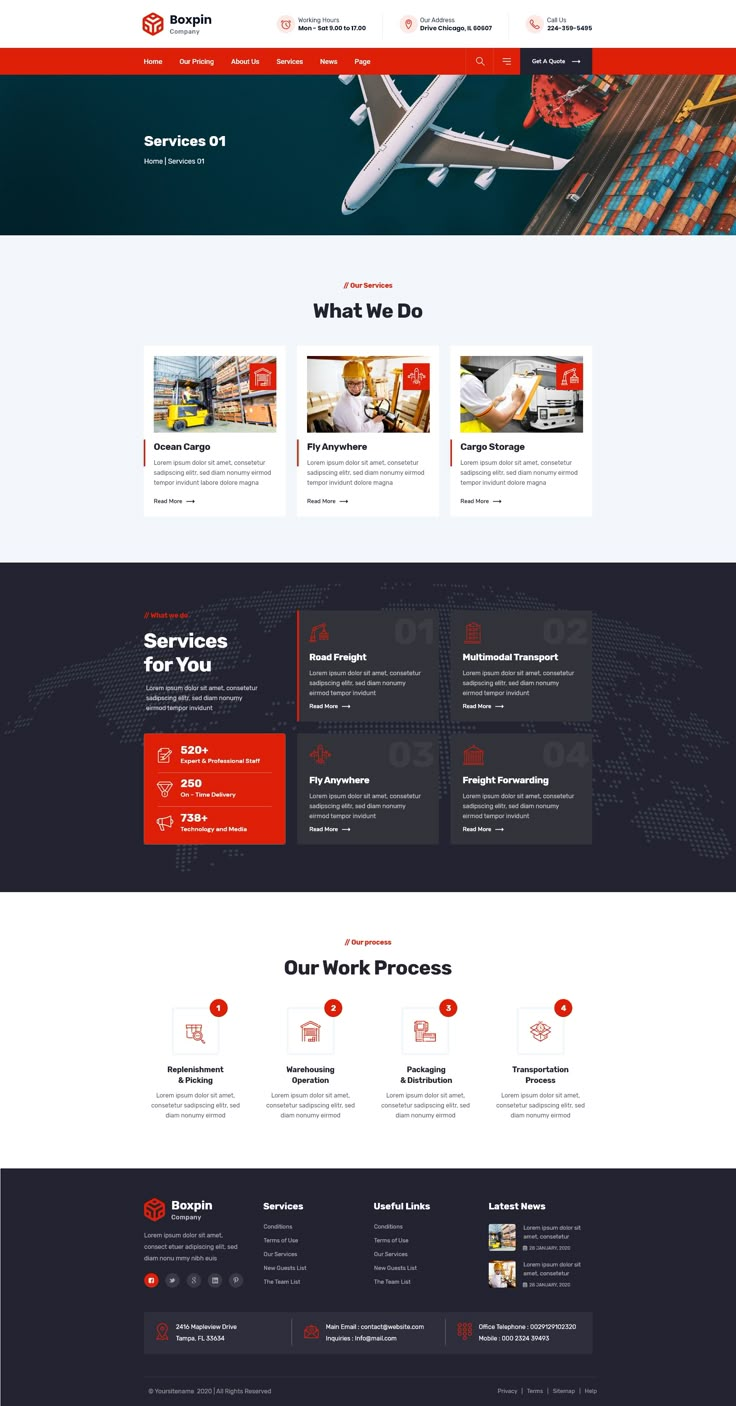 Boxpin
Company
Working Hours
Mon - Sat 9.00 to 17.00
Our Address
Drive Chicago, IL 60607
Call Us
224-359-5495
Home
Our Pricing
About Us
Services
News
Page
Get A Quote
Services 01
Home | Services 01
// Our Services
What We Do
Ocean Cargo
Lorem ipsum dolor sit amet, consetetur
sadipscing elitr, sed diam nonumy eirmod
tempor invidunt labore dolore magna
Read More
Fly Anywhere
Lorem ipsum dolor sit amet, consetetur
sadipscing elitr, sed diam nonumy eirmod
tempor invidunt dolore magna
Read More
Cargo Storage
Lorem ipsum dolor sit amet, consetetur
sadipscing elitr, sed diam nonumy eirmod
tempor invidunt dolore magna
Read More
// What we do
Services
for You
Lorem ipsum dolor sit amet, consetetur
sadipscing elitr, sed diam nonumy
eirmod tempor invidunt
01
Road Freight
Lorem ipsum dolor sit amet, consetetur
sadipscing elitr, sed diam nonumy
eirmod tempor invidunt
Read More
02
Multimodal Transport
Lorem ipsum dolor sit amet, consetetur
sadipscing elitr, sed diam nonumy
eirmod tempor invidunt
Read More
520+
Expert & Professional Staff
250
On - Time Delivery
738+
Technology and Media
03
Fly Anywhere
Lorem ipsum dolor sit amet, consetetur
sadipscing elitr, sed diam nonumy
eirmod tempor invidunt
Read More
04
Freight Forwarding
Lorem ipsum dolor sit amet, consetetur
sadipscing elitr, sed diam nonumy
eirmod tempor invidunt
Read More
// Our process
Our Work Process
1
Replenishment
& Picking
Lorem ipsum dolor sit amet,
consetetur sadipscing elitr, sed
diam nonumy eirmod
2
Warehousing
Operation
Lorem ipsum dolor sit amet,
consetetur sadipscing elitr, sed
diam nonumy eirmod
3
Packaging
& Distribution
Lorem ipsum dolor sit amet,
consetetur sadipscing elitr, sed
diam nonumy eirmod
4
Transportation
Process
Lorem ipsum dolor sit amet,
consetetur sadipscing elitr, sed
diam nonumy eirmod
Boxpin
Company
Lorem ipsum dolor sit amet,
consect etuer adipiscing elit, sed
diam nonu mmy nibh euis
Services
Conditions
Terms of Use
Our Services
New Guests List
The Team List
Useful Links
Conditions
Terms of Use
Our Services
New Guests List
The Team List
Latest News
Lorem ipsum dolor sit
amet, consectetur
28 JANUARY, 2020
Lorem ipsum dolor sit
amet, consectetur
28 JANUARY, 2020
2416 Mapleview Drive
Tampa, FL 33634
Main Email : contact@website.com
Inquiries : Info@mail.com
Office Telephone : 0029129102320
Mobile : 000 2324 39493
© Yoursitename 2020 | All Rights Reserved
Privacy | Terms | Sitemap | Help